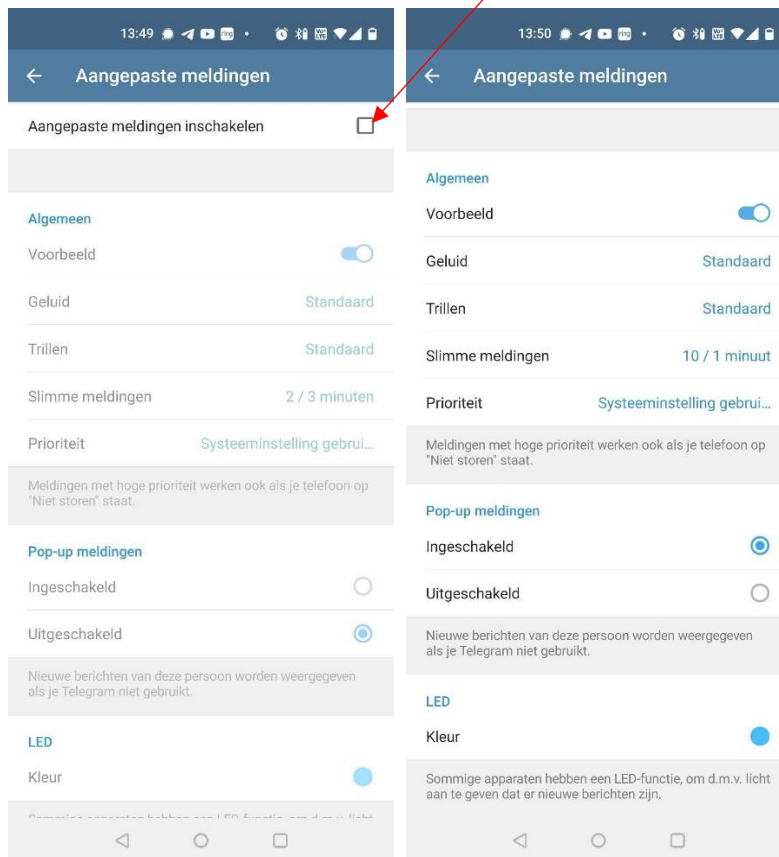 13:49
Aangepaste meldingen
Aangepaste meldingen inschakelen
Algemeen
Voorbeeld
Geluid Standaard
Trillen Standaard
Slimme meldingen 2 / 3 minuten
Prioriteit Systeeminstelling gebrui...
Meldingen met hoge prioriteit werken ook als je telefoon op
"Niet storen" staat.
Pop-up meldingen
Ingeschakeld
Uitgeschakeld
Nieuwe berichten van deze persoon worden weergegeven
als je Telegram niet gebruikt.
LED
Kleur
13:50
Aangepaste meldingen
Algemeen
Voorbeeld
Geluid Standaard
Trillen Standaard
Slimme meldingen 10 / 1 minuut
Prioriteit Systeeminstelling gebrui...
Meldingen met hoge prioriteit werken ook als je telefoon op
"Niet storen" staat.
Pop-up meldingen
Ingeschakeld
Uitgeschakeld
Nieuwe berichten van deze persoon worden weergegeven
als je Telegram niet gebruikt.
LED
Kleur
Sommige apparaten hebben een LED-functie, om d.m.v. licht
aan te geven dat er nieuwe berichten zijn.